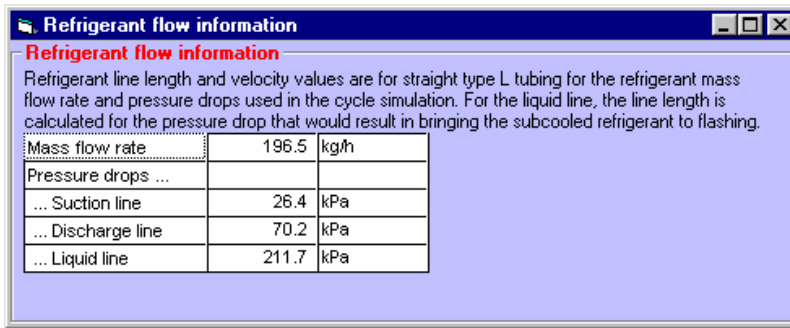 Refrigerant flow information
Refrigerant flow information
Refrigerant line length and velocity values are for straight type L tubing for the refrigerant mass
flow rate and pressure drops used in the cycle simulation. For the liquid line, the line length is
calculated for the pressure drop that would result in bringing the subcooled refrigerant to flashing.
Mass flow rate 196.5 kg/h
Pressure drops ...
... Suction line 26.4 kPa
... Discharge line 70.2 kPa
... Liquid line 211.7 kPa